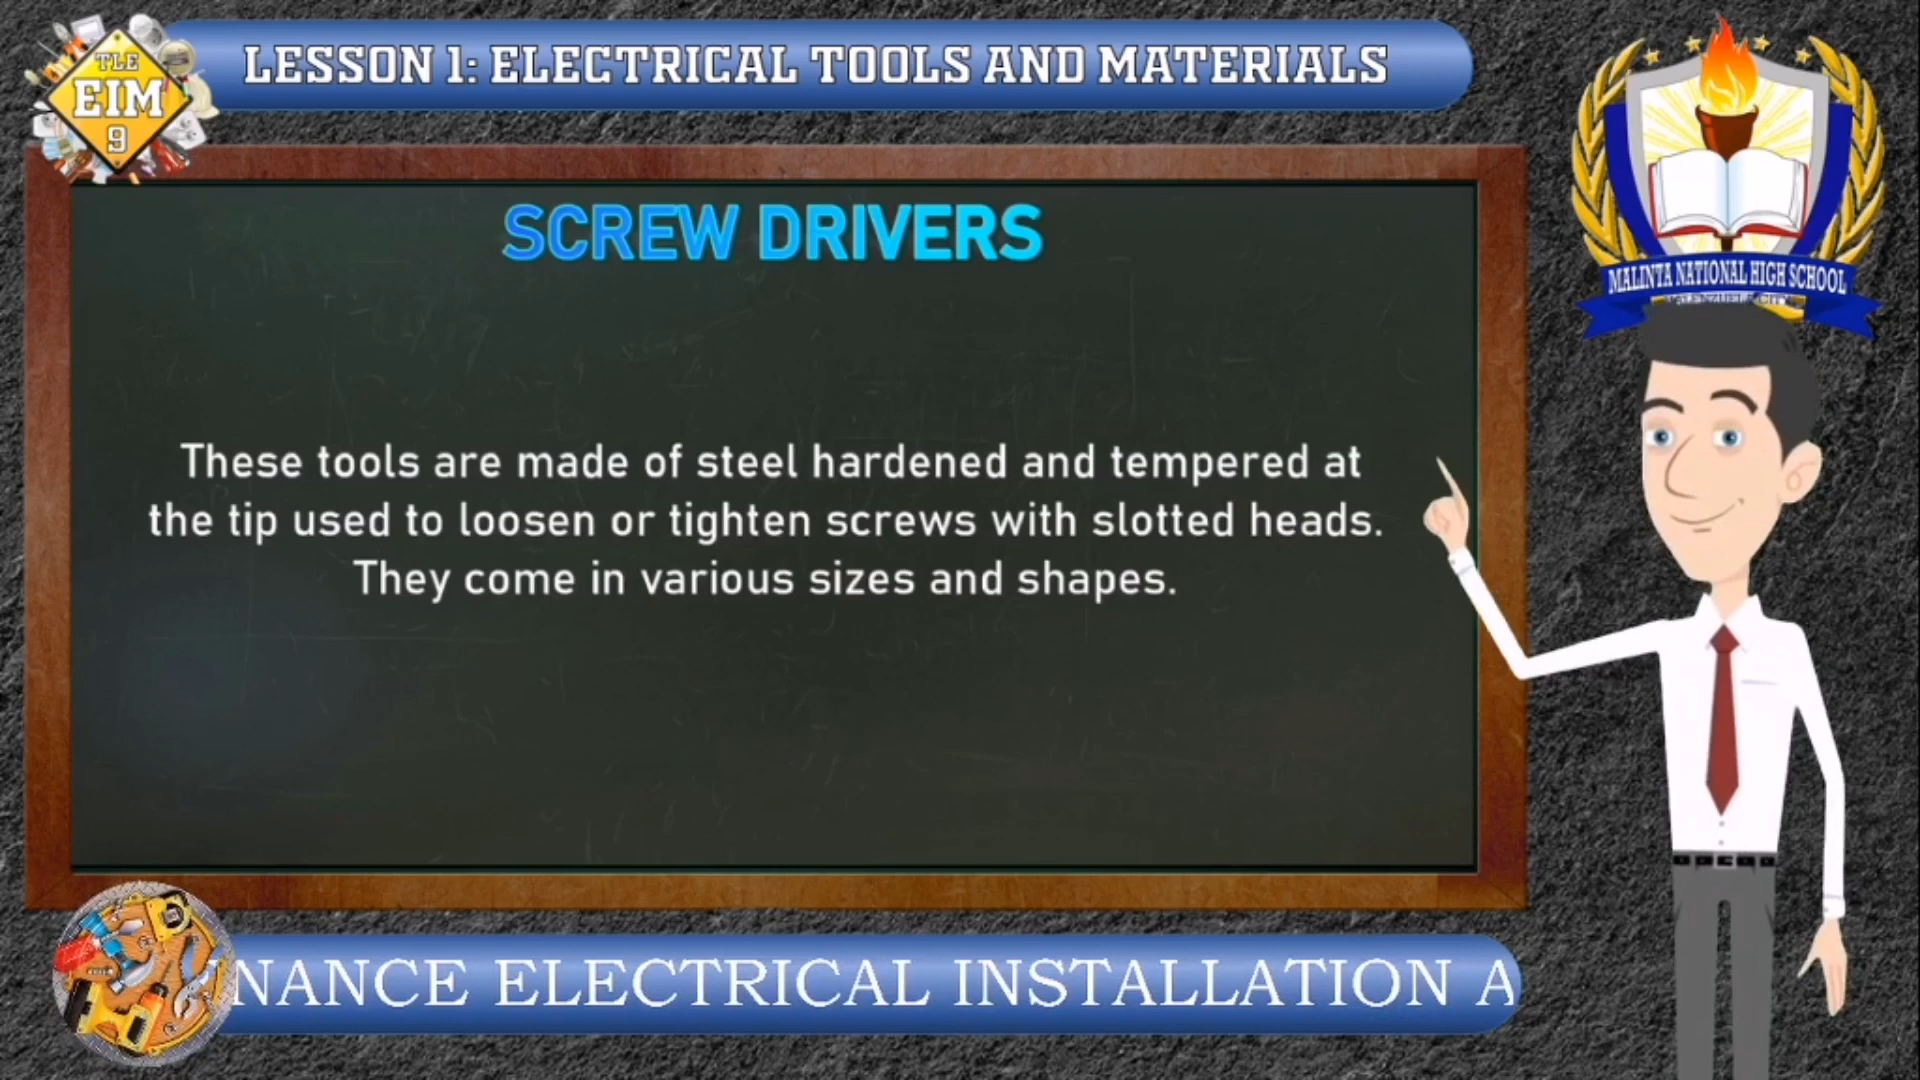 TLE
EIM
9
LESSON 1: ELECTRICAL TOOLS AND MATERIALS
MALINTA NATIONAL HIGH SCHOOL
SCREW DRIVERS
These tools are made of steel hardened and tempered at
the tip used to loosen or tighten screws with slotted heads.
They come in various sizes and shapes.
NANCE ELECTRICAL INSTALLATION A